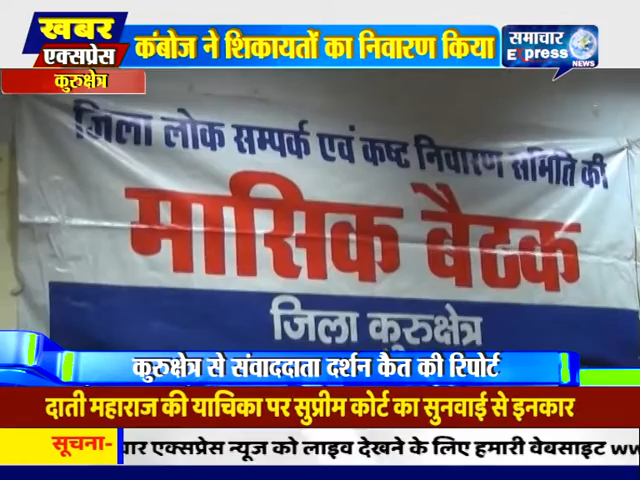 खबर
एक्सप्रेस
कंबोज ने शिकायतों का निवारण किया
समाचार
Express
NEWS
कुरुक्षेत्र
जिला लोक सम्पर्क एवं कष्ट निवारण समिति की
मासिक बैठक
जिला कुरुक्षेत्र
कुरुक्षेत्र से संवाददाता दर्शन कैत की रिपोर्ट
दाती महाराज की याचिका पर सुप्रीम कोर्ट का सुनवाई से इनकार
सूचना-
चार एक्सप्रेस न्यूज को लाइव देखने के लिए हमारी वेबसाइट ww